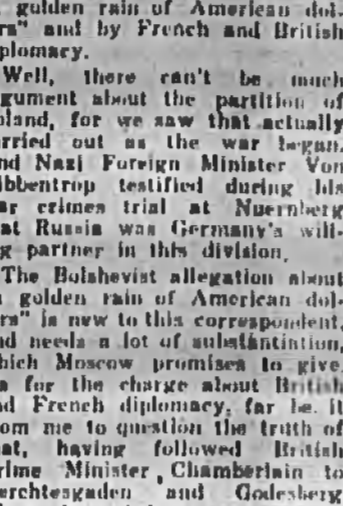 golden rain of American dol-
rs" and by French and British
plomacy.
Well, there can't be much
rgument about the partition of
oland, for we saw that actually
arried out as the war began.
nd Nazi Foreign Minister Von
ibbentrop testified during his
ar crimes trial at Nuernberg
at Russia was Germany's will-
g partner in this division.
The Bolshevist allegation about
golden rain of American dol-
rs" is new to this correspondent,
nd needs a lot of substantiation,
hich Moscow promises to give.
s for the charge about British
nd French diplomacy, far be it
om me to question the truth of
at, having followed British
rime Minister Chamberlain to
erchtesgaden and Godesberg